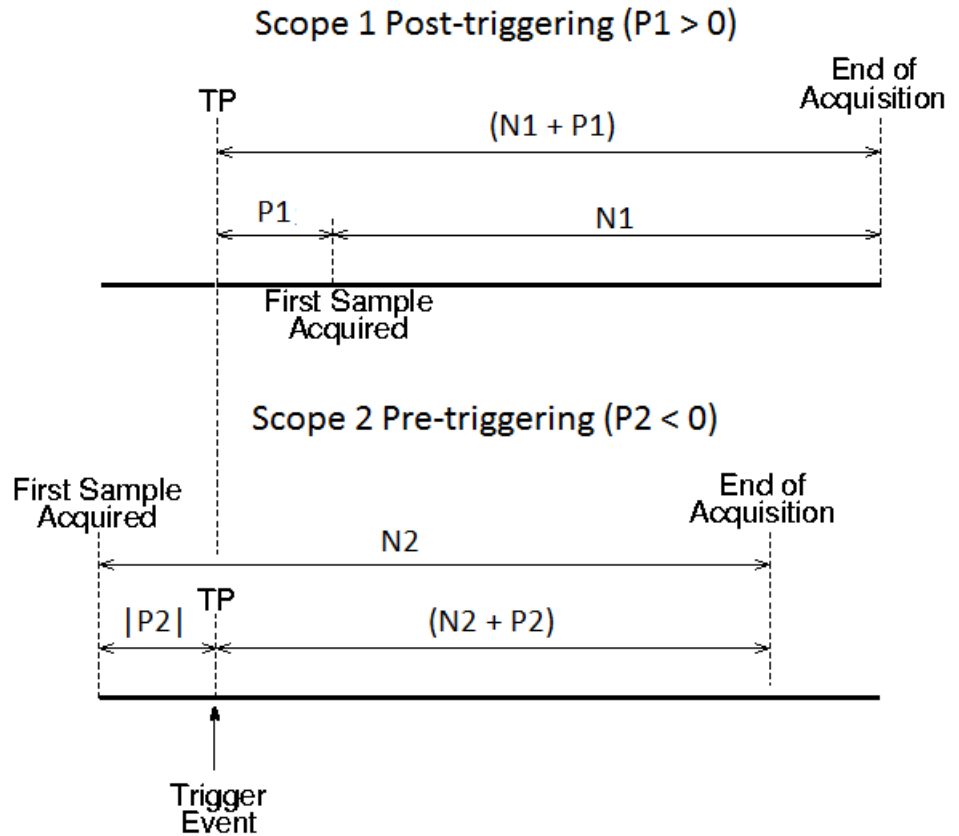 Scope 1 Post-triggering (P1 > 0)
TP
End of
Acquisition
(N1 + P1)
P1
N1
First Sample
Acquired
Scope 2 Pre-triggering (P2 < 0)
First Sample
Acquired
End of
Acquisition
N2
|P2|
TP
(N2 + P2)
Trigger
Event